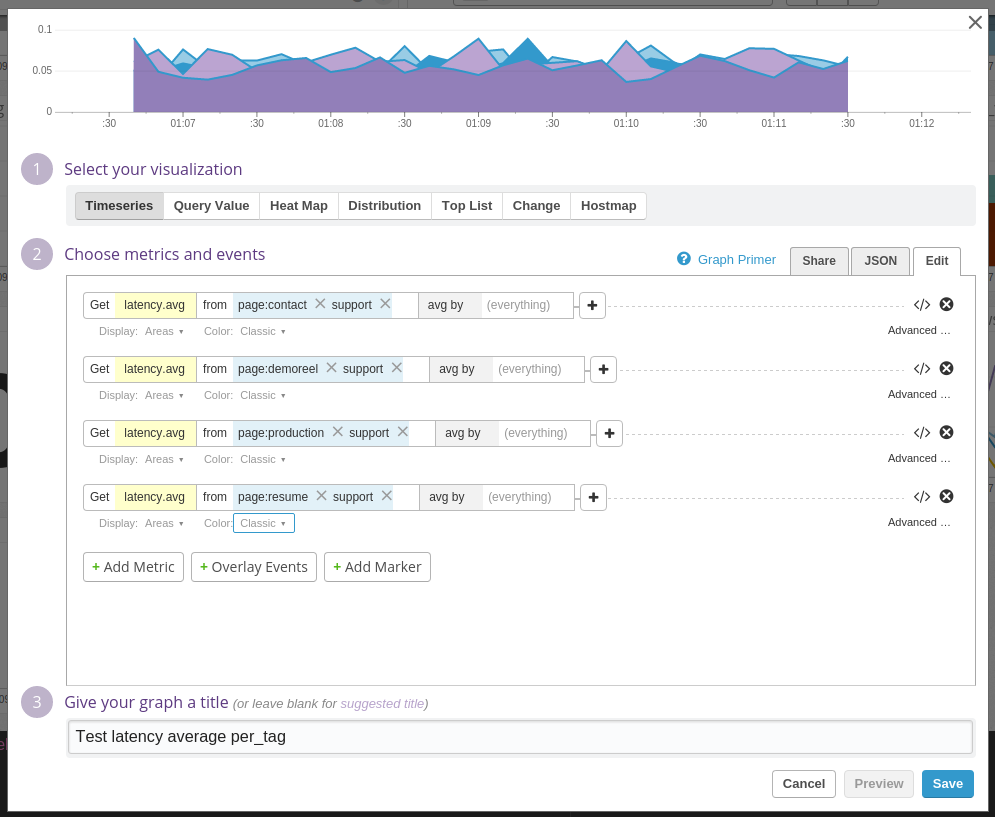 0.1
0.05
0
:30 01:07 :30 01:08 :30 01:09 :30 01:10 :30 01:11 :30 01:12
1 Select your visualization
Timeseries Query Value Heat Map Distribution Top List Change Hostmap
2 Choose metrics and events
? Graph Primer Share JSON Edit
Get latency.avg from page:contact × support × avg by (everything) + </>
Display: Areas ▾ Color: Classic ▾ Advanced ...
Get latency.avg from page:demoreel × support × avg by (everything) + </>
Display: Areas ▾ Color: Classic ▾ Advanced ...
Get latency.avg from page:production × support × avg by (everything) + </>
Display: Areas ▾ Color: Classic ▾ Advanced ...
Get latency.avg from page:resume × support × avg by (everything) + </>
Display: Areas ▾ Color: Classic ▾ Advanced ...
+ Add Metric + Overlay Events + Add Marker
3 Give your graph a title (or leave blank for suggested title)
Test latency average per_tag
Cancel Preview Save